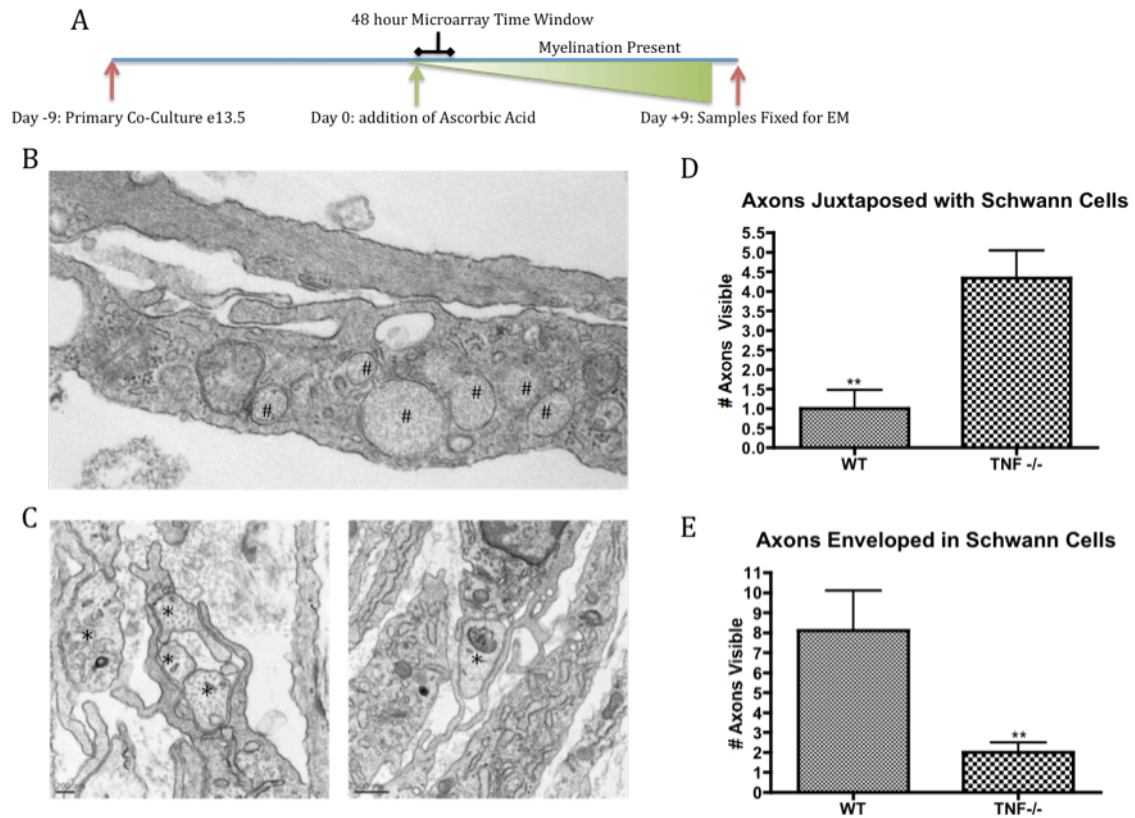 A
48 hour Microarray Time Window
Myelination Present
Day -9: Primary Co-Culture e13.5
Day 0: addition of Ascorbic Acid
Day +9: Samples Fixed for EM
B
# # # # # #
C
* * * *
*
D
Axons Juxtaposed with Schwann Cells
# Axons Visible
5.5
5.0
4.5
4.0
3.5
3.0
2.5
2.0
1.5
1.0
0.5
0.0
**
WT
TNF -/-
E
Axons Enveloped in Schwann Cells
# Axons Visible
11
10
9
8
7
6
5
4
3
2
1
0
**
WT
TNF-/-